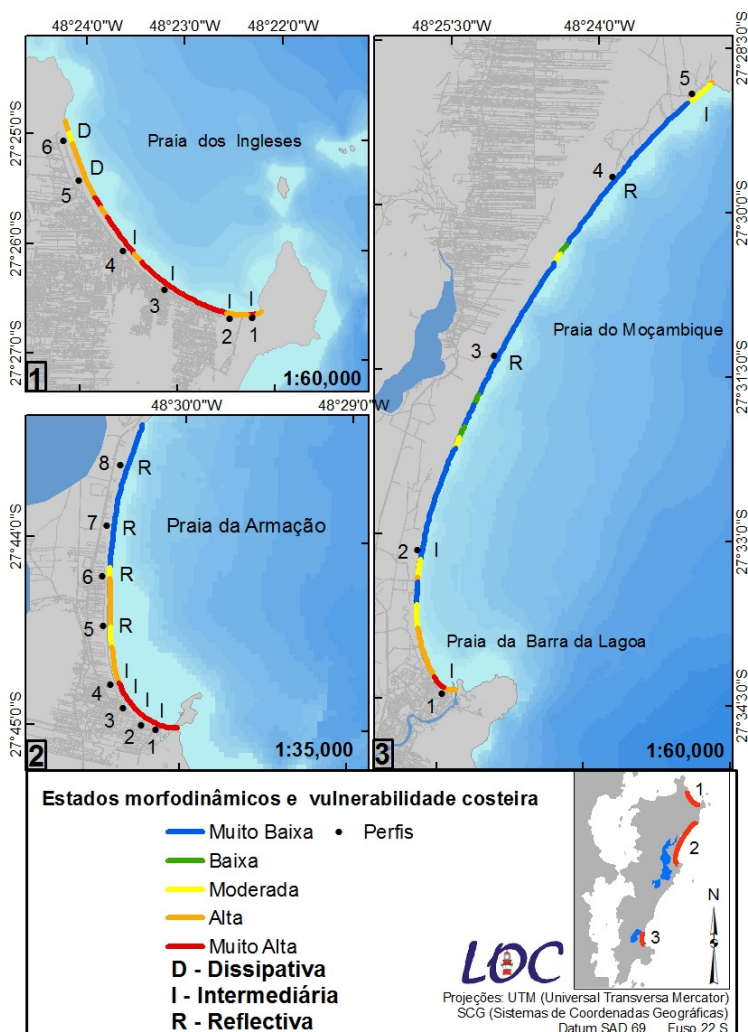 48°24'0"W 48°23'0"W 48°22'0"W
27°25'0"S
27°26'0"S
27°27'0"S
Praia dos Ingleses
D
6
D
5
I
4
I
3
I I
2 1
1
1:60,000
48°30'0"W 48°29'0"W
27°44'0"S
27°45'0"S
8
R
Praia da Armação
7
R
6 R
5 R
I
4 I
3 I
2 I
1
2
1:35,000
48°25'30"W 48°24'0"W
27°28'30"S
27°30'0"S
27°31'30"S
27°33'0"S
27°34'30"S
5
I
4
R
Praia do Moçambique
3
R
2 I
Praia da Barra da Lagoa
I
1
3
1:60,000
Estados morfodinâmicos e vulnerabilidade costeira
Muito Baixa • Perfis
Baixa
Moderada
Alta
Muito Alta
D - Dissipativa
I - Intermediária
R - Reflectiva
1
2
3
N
LOC
Projeções: UTM (Universal Transversa Mercator)
SCG (Sistemas de Coordenadas Geográficas)
Datum SAD 69 Fuso 22 S